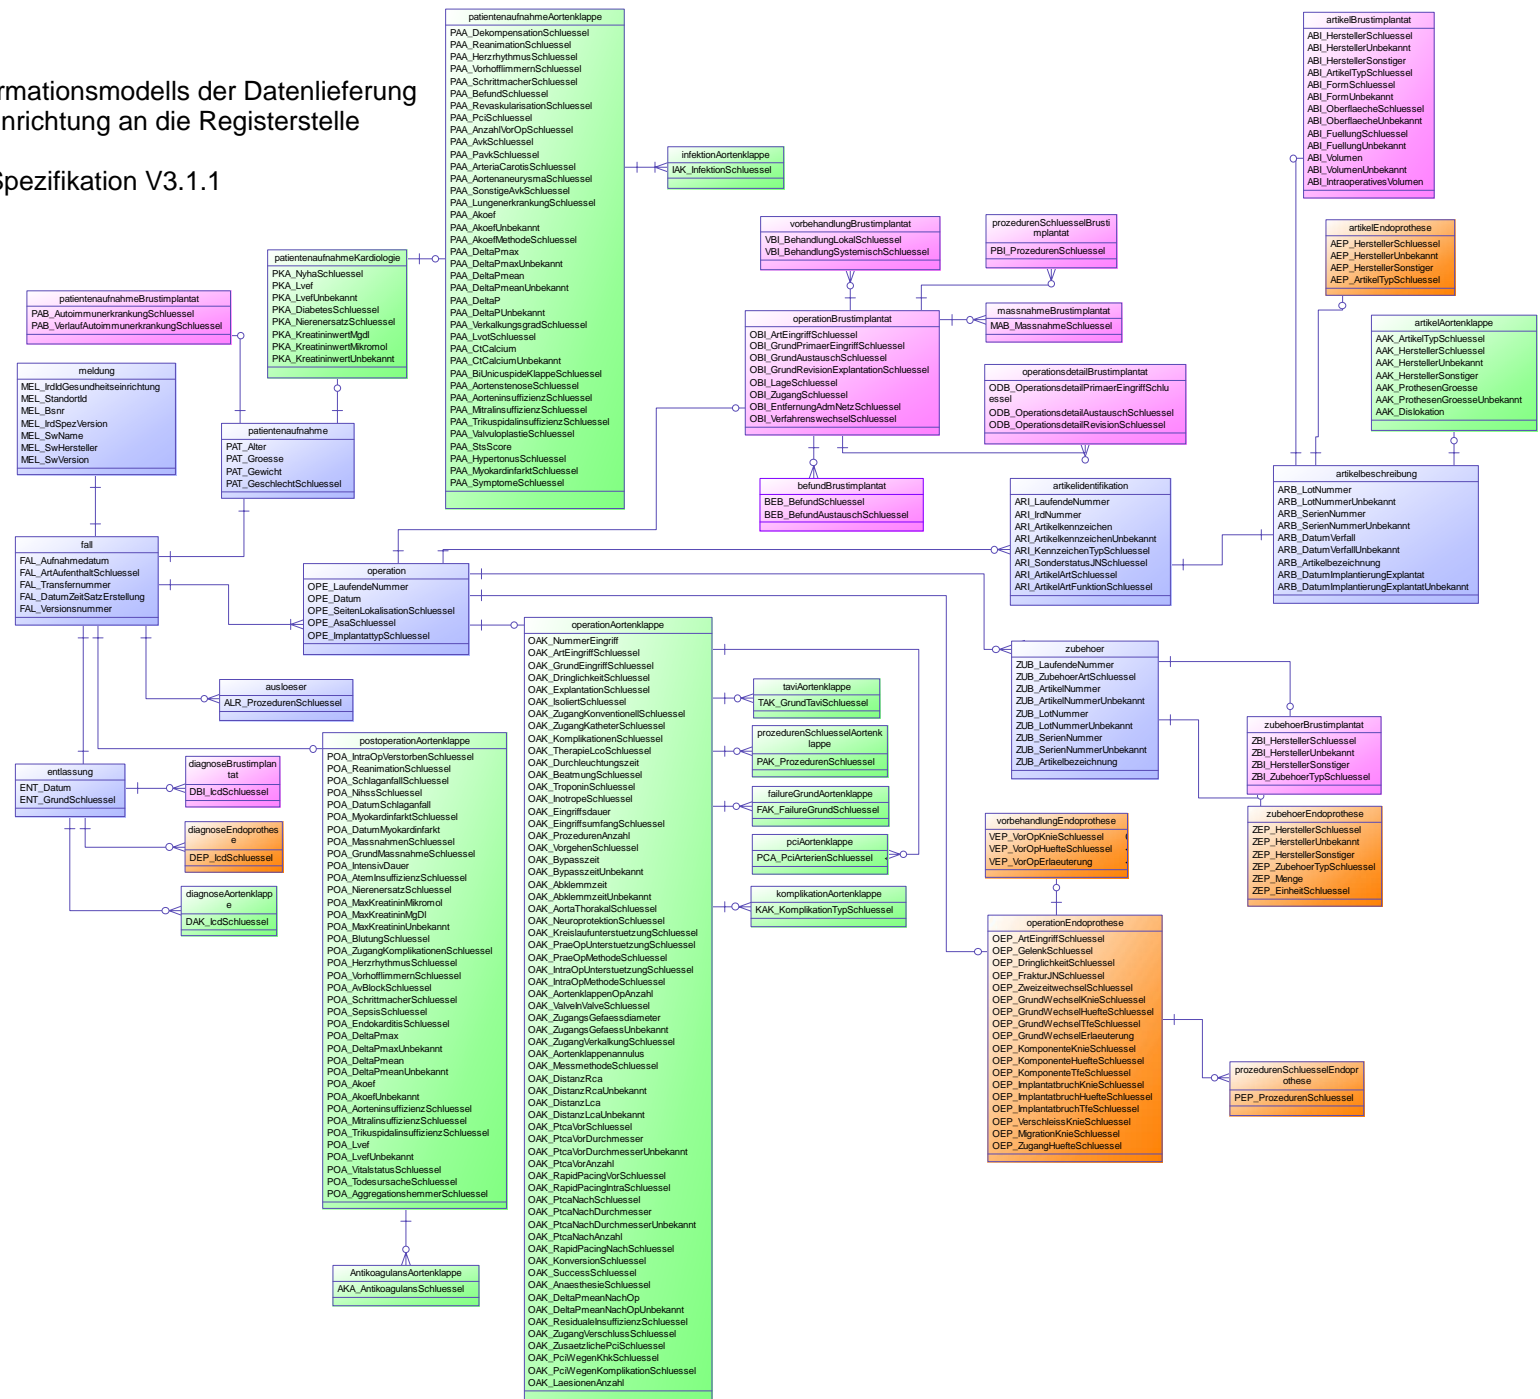 rmationsmodells der Datenlieferung
nrichtung an die Registerstelle
Spezifikation V3.1.1
patientenaufnahmeAortenklappe
PAA_DekompensationSchluessel
PAA_ReanimationSchluessel
PAA_HerzrhythmusSchluessel
PAA_VorhofflimmernSchluessel
PAA_SchrittmacherSchluessel
PAA_BefundSchluessel
PAA_RevaskularisationSchluessel
PAA_PciSchluessel
PAA_AnzahlVorOpSchluessel
PAA_AvkSchluessel
PAA_PavkSchluessel
PAA_ArteriaCarotisSchluessel
PAA_AortenaneurysmaSchluessel
PAA_SonstigeAvkSchluessel
PAA_LungenerkrankungSchluessel
PAA_Akoef
PAA_AkoefUnbekannt
PAA_AkoefMethodeSchluessel
PAA_DeltaPmax
PAA_DeltaPmaxUnbekannt
PAA_DeltaPmean
PAA_DeltaPmeanUnbekannt
PAA_DeltaP
PAA_DeltaPUnbekannt
PAA_VerkalkungsgradSchluessel
PAA_LvotSchluessel
PAA_CtCalcium
PAA_CtCalciumUnbekannt
PAA_BiUnicuspideKlappeSchluessel
PAA_AortenstenoseSchluessel
PAA_AorteninsuffizienzSchluessel
PAA_MitralinsuffizienzSchluessel
PAA_TrikuspidalinsuffizienzSchluessel
PAA_ValvuloplastieSchluessel
PAA_StsScore
PAA_HypertonusSchluessel
PAA_MyokardinfarktSchluessel
PAA_SymptomeSchluessel
infektionAortenklappe
IAK_InfektionSchluessel
patientenaufnahmeKardiologie
PKA_NyhaSchluessel
PKA_Lvef
PKA_LvefUnbekannt
PKA_DiabetesSchluessel
PKA_NierenersatzSchluessel
PKA_KreatininwertMgdl
PKA_KreatininwertMikromol
PKA_KreatininwertUnbekannt
patientenaufnahmeBrustimplantat
PAB_AutoimmunerkrankungSchluessel
PAB_VerlaufAutoimmunerkrankungSchluessel
meldung
MEL_IrdIdGesundheitseinrichtung
MEL_StandortId
MEL_Bsnr
MEL_IrdSpezVersion
MEL_SwName
MEL_SwHersteller
MEL_SwVersion
patientenaufnahme
PAT_Alter
PAT_Groesse
PAT_Gewicht
PAT_GeschlechtSchluessel
fall
FAL_Aufnahmedatum
FAL_ArtAufenthaltSchluessel
FAL_Transfernummer
FAL_DatumZeitSatzErstellung
FAL_Versionsnummer
operation
OPE_LaufendeNummer
OPE_Datum
OPE_SeitenLokalisationSchluessel
OPE_AsaSchluessel
OPE_ImplantattypSchluessel
ausloeser
ALR_ProzedurenSchluessel
entlassung
ENT_Datum
ENT_GrundSchluessel
diagnoseBrustimplan
tat
DBI_IcdSchluessel
diagnoseEndoprothes
e
DEP_IcdSchluessel
diagnoseAortenklapp
e
DAK_IcdSchluessel
postoperationAortenklappe
POA_IntraOpVerstorbenSchluessel
POA_ReanimationSchluessel
POA_SchlaganfallSchluessel
POA_NihssSchluessel
POA_DatumSchlaganfall
POA_MyokardinfarktSchluessel
POA_DatumMyokardinfarkt
POA_MassnahmenSchluessel
POA_GrundMassnahmeSchluessel
POA_IntensivDauer
POA_AtemInsuffizienzSchluessel
POA_NierenersatzSchluessel
POA_MaxKreatininMikromol
POA_MaxKreatininMgDl
POA_MaxKreatininUnbekannt
POA_BlutungSchluessel
POA_ZugangKomplikationenSchluessel
POA_HerzrhythmusSchluessel
POA_VorhofflimmernSchluessel
POA_AvBlockSchluessel
POA_SchrittmacherSchluessel
POA_SepsisSchluessel
POA_EndokarditisSchluessel
POA_DeltaPmax
POA_DeltaPmaxUnbekannt
POA_DeltaPmean
POA_DeltaPmeanUnbekannt
POA_Akoef
POA_AkoefUnbekannt
POA_AorteninsuffizienzSchluessel
POA_MitralinsuffizienzSchluessel
POA_TrikuspidalinsuffizienzSchluessel
POA_Lvef
POA_LvefUnbekannt
POA_VitalstatusSchluessel
POA_TodesursacheSchluessel
POA_AggregationshemmerSchluessel
AntikoagulansAortenklappe
AKA_AntikoagulansSchluessel
operationAortenklappe
OAK_NummerEingriff
OAK_ArtEingriffSchluessel
OAK_GrundEingriffSchluessel
OAK_DringlichkeitSchluessel
OAK_ExplantationSchluessel
OAK_IsoliertSchluessel
OAK_ZugangKonventionellSchluessel
OAK_ZugangKatheterSchluessel
OAK_KomplikationenSchluessel
OAK_TherapieLcoSchluessel
OAK_Durchleuchtungszeit
OAK_BeatmungSchluessel
OAK_TroponinSchluessel
OAK_InotropeSchluessel
OAK_Eingriffsdauer
OAK_EingriffsumfangSchluessel
OAK_ProzedurenAnzahl
OAK_VorgehenSchluessel
OAK_Bypasszeit
OAK_BypasszeitUnbekannt
OAK_Abklemmzeit
OAK_AbklemmzeitUnbekannt
OAK_AortaThorakalSchluessel
OAK_NeuroprotektionSchluessel
OAK_KreislaufunterstuetzungSchluessel
OAK_PraeOpUnterstuetzungSchluessel
OAK_PraeOpMethodeSchluessel
OAK_IntraOpUnterstuetzungSchluessel
OAK_IntraOpMethodeSchluessel
OAK_AortenklappenOpAnzahl
OAK_ValveInValveSchluessel
OAK_ZugangsGefaessdiameter
OAK_ZugangsGefaessUnbekannt
OAK_ZugangVerkalkungSchluessel
OAK_Aortenklappenannulus
OAK_MessmethodeSchluessel
OAK_DistanzRca
OAK_DistanzRcaUnbekannt
OAK_DistanzLca
OAK_DistanzLcaUnbekannt
OAK_PtcaVorSchluessel
OAK_PtcaVorDurchmesser
OAK_PtcaVorDurchmesserUnbekannt
OAK_PtcaVorAnzahl
OAK_RapidPacingVorSchluessel
OAK_RapidPacingIntraSchluessel
OAK_PtcaNachSchluessel
OAK_PtcaNachDurchmesser
OAK_PtcaNachDurchmesserUnbekannt
OAK_PtcaNachAnzahl
OAK_RapidPacingNachSchluessel
OAK_KonversionSchluessel
OAK_SuccessSchluessel
OAK_AnaesthesieSchluessel
OAK_DeltaPmeanNachOp
OAK_DeltaPmeanNachOpUnbekannt
OAK_ResidualeInsuffizienzSchluessel
OAK_ZugangVerschlussSchluessel
OAK_ZusaetzlichePciSchluessel
OAK_PciWegenKhkSchluessel
OAK_PciWegenKomplikationSchluessel
OAK_LaesionenAnzahl
taviAortenklappe
TAK_GrundTaviSchluessel
prozedurenSchluesselAortenk
lappe
PAK_ProzedurenSchluessel
failureGrundAortenklappe
FAK_FailureGrundSchluessel
pciAortenklappe
PCA_PciArterienSchluessel
komplikationAortenklappe
KAK_KomplikationTypSchluessel
vorbehandlungBrustimplantat
VBI_BehandlungLokalSchluessel
VBI_BehandlungSystemischSchluessel
prozedurenSchluesselBrusti
mplantat
PBI_ProzedurenSchluessel
operationBrustimplantat
OBI_ArtEingriffSchluessel
OBI_GrundPrimaerEingriffSchluessel
OBI_GrundAustauschSchluessel
OBI_GrundRevisionExplantationSchluessel
OBI_LageSchluessel
OBI_ZugangSchluessel
OBI_EntfernungAdmNetzSchluessel
OBI_VerfahrenswechselSchluessel
massnahmeBrustimplantat
MAB_MassnahmeSchluessel
operationsdetailBrustimplantat
ODB_OperationsdetailPrimaerEingriffSchlu
essel
ODB_OperationsdetailAustauschSchluessel
ODB_OperationsdetailRevisionSchluessel
befundBrustimplantat
BEB_BefundSchluessel
BEB_BefundAustauschSchluessel
artikelidentifikation
ARI_LaufendeNummer
ARI_IrdNummer
ARI_Artikelkennzeichen
ARI_ArtikelkennzeichenUnbekannt
ARI_KennzeichenTypSchluessel
ARI_SonderstatusJNSchluessel
ARI_ArtikelArtSchluessel
ARI_ArtikelArtFunktionSchluessel
artikelBrustimplantat
ABI_HerstellerSchluessel
ABI_HerstellerUnbekannt
ABI_HerstellerSonstiger
ABI_ArtikelTypSchluessel
ABI_FormSchluessel
ABI_FormUnbekannt
ABI_OberflaecheSchluessel
ABI_OberflaecheUnbekannt
ABI_FuellungSchluessel
ABI_FuellungUnbekannt
ABI_Volumen
ABI_VolumenUnbekannt
ABI_IntraoperativesVolumen
artikelEndoprothese
AEP_HerstellerSchluessel
AEP_HerstellerUnbekannt
AEP_HerstellerSonstiger
AEP_ArtikelTypSchluessel
artikelAortenklappe
AAK_ArtikelTypSchluessel
AAK_HerstellerSchluessel
AAK_HerstellerUnbekannt
AAK_HerstellerSonstiger
AAK_ProthesenGroesse
AAK_ProthesenGroesseUnbekannt
AAK_Dislokation
artikelbeschreibung
ARB_LotNummer
ARB_LotNummerUnbekannt
ARB_SerienNummer
ARB_SerienNummerUnbekannt
ARB_DatumVerfall
ARB_DatumVerfallUnbekannt
ARB_Artikelbezeichnung
ARB_DatumImplantierungExplantat
ARB_DatumImplantierungExplantatUnbekannt
zubehoer
ZUB_LaufendeNummer
ZUB_ZubehoerArtSchluessel
ZUB_ArtikelNummer
ZUB_ArtikelNummerUnbekannt
ZUB_LotNummer
ZUB_LotNummerUnbekannt
ZUB_SerienNummer
ZUB_SerienNummerUnbekannt
ZUB_Artikelbezeichnung
zubehoerBrustimplantat
ZBI_HerstellerSchluessel
ZBI_HerstellerUnbekannt
ZBI_HerstellerSonstiger
ZBI_ZubehoerTypSchluessel
zubehoerEndoprothese
ZEP_HerstellerSchluessel
ZEP_HerstellerUnbekannt
ZEP_HerstellerSonstiger
ZEP_ZubehoerTypSchluessel
ZEP_Menge
ZEP_EinheitSchluessel
vorbehandlungEndoprothese
VEP_VorOpKnieSchluessel
VEP_VorOpHuefteSchluessel
VEP_VorOpErlaeuterung
operationEndoprothese
OEP_ArtEingriffSchluessel
OEP_GelenkSchluessel
OEP_DringlichkeitSchluessel
OEP_FrakturJNSchluessel
OEP_ZweizeitwechselSchluessel
OEP_GrundWechselKnieSchluessel
OEP_GrundWechselHuefteSchluessel
OEP_GrundWechselTfeSchluessel
OEP_GrundWechselErlaeuterung
OEP_KomponenteKnieSchluessel
OEP_KomponenteHuefteSchluessel
OEP_KomponenteTfeSchluessel
OEP_ImplantatbruchKnieSchluessel
OEP_ImplantatbruchHuefteSchluessel
OEP_ImplantatbruchTfeSchluessel
OEP_VerschleissKnieSchluessel
OEP_MigrationKnieSchluessel
OEP_ZugangHuefteSchluessel
prozedurenSchluesselEndopr
othese
PEP_ProzedurenSchluessel